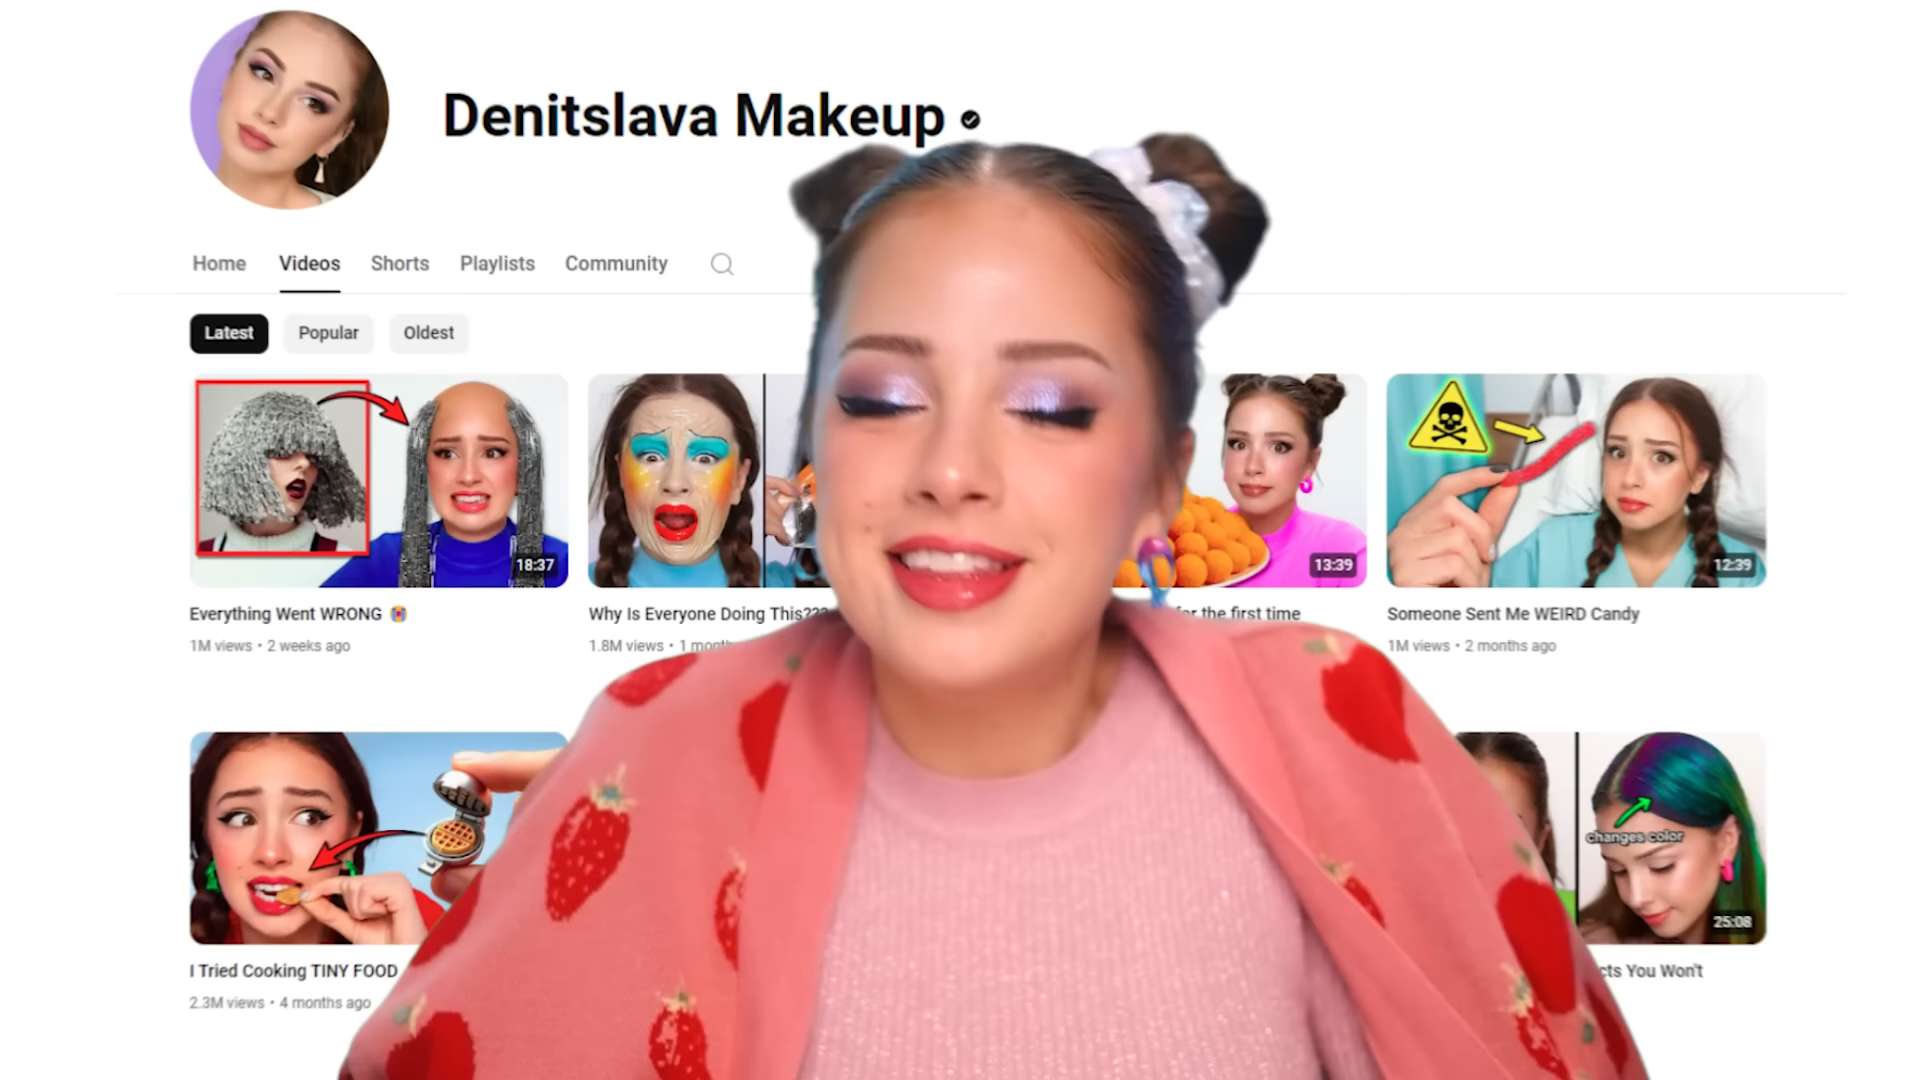 Denitslava Makeup
Home Videos Shorts Playlists Community
Latest Popular Oldest
18:37
13:39
12:39
Everything Went WRONG
Why Is Everyone Doing This???
for the first time
Someone Sent Me WEIRD Candy
1M views • 2 weeks ago
1.8M views • 1 month
1M views • 2 months ago
changes color
25:08
I Tried Cooking TINY FOOD
You Won't
2.3M views • 4 months ago